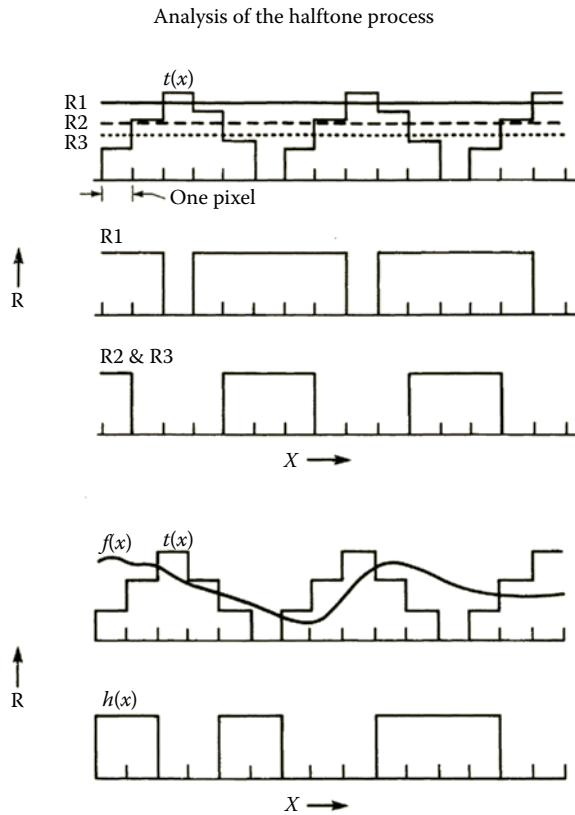 Analysis of the halftone process
t(x)
R1
R2
R3
One pixel
R1
R
R2 & R3
X
f(x) t(x)
R
h(x)
X